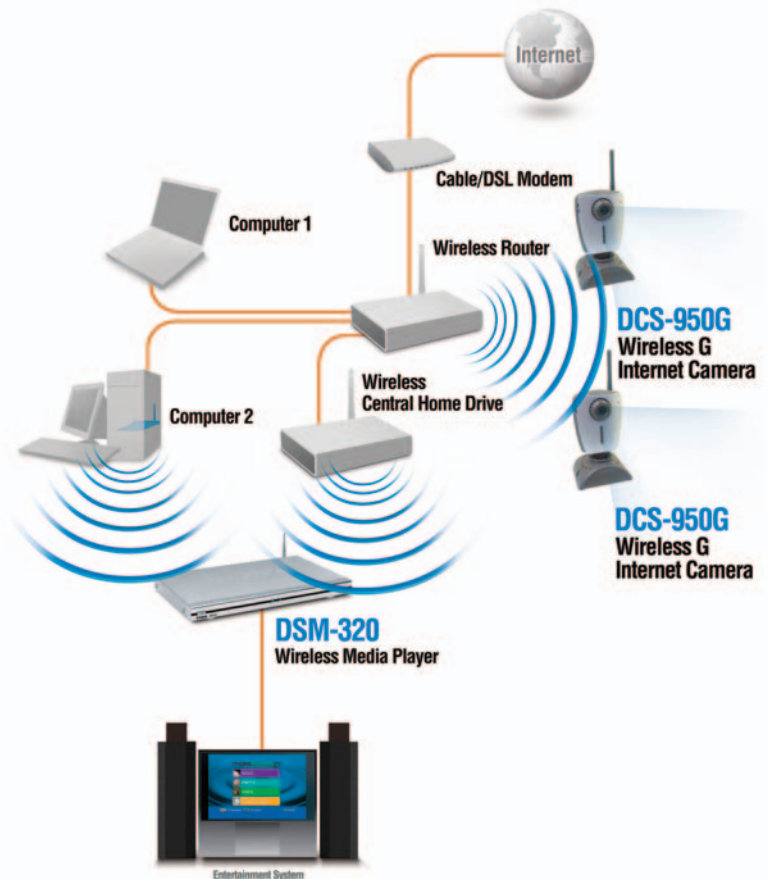 Internet
Cable/DSL Modem
Computer 1
Wireless Router
DCS-950G
Wireless G
Internet Camera
Wireless
Central Home Drive
Computer 2
DCS-950G
Wireless G
Internet Camera
DSM-320
Wireless Media Player
Entertainment System